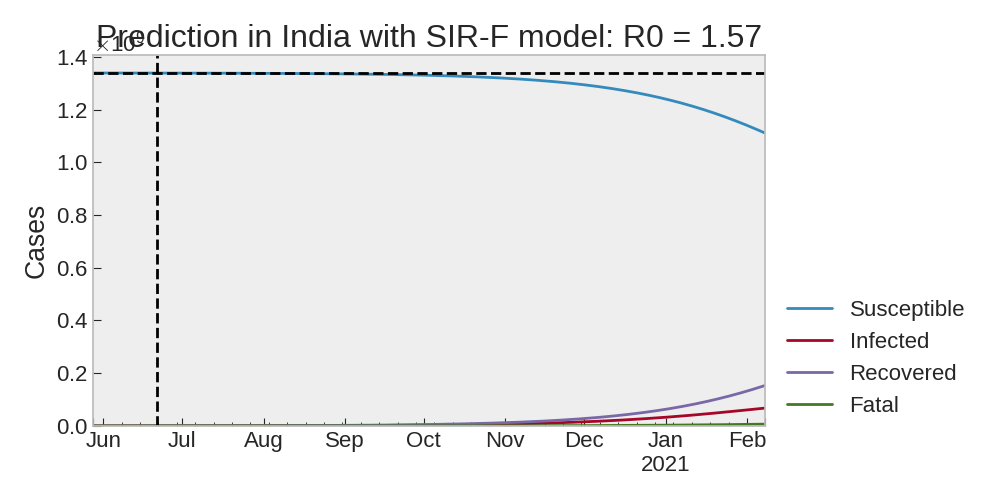 Prediction in India with SIR-F model: R0 = 1.57
1.4
1.2
1.0
0.8
0.6
0.4
0.2
0.0
Cases
Jun Jul Aug Sep Oct Nov Dec Jan Feb
2021
Susceptible
Infected
Recovered
Fatal